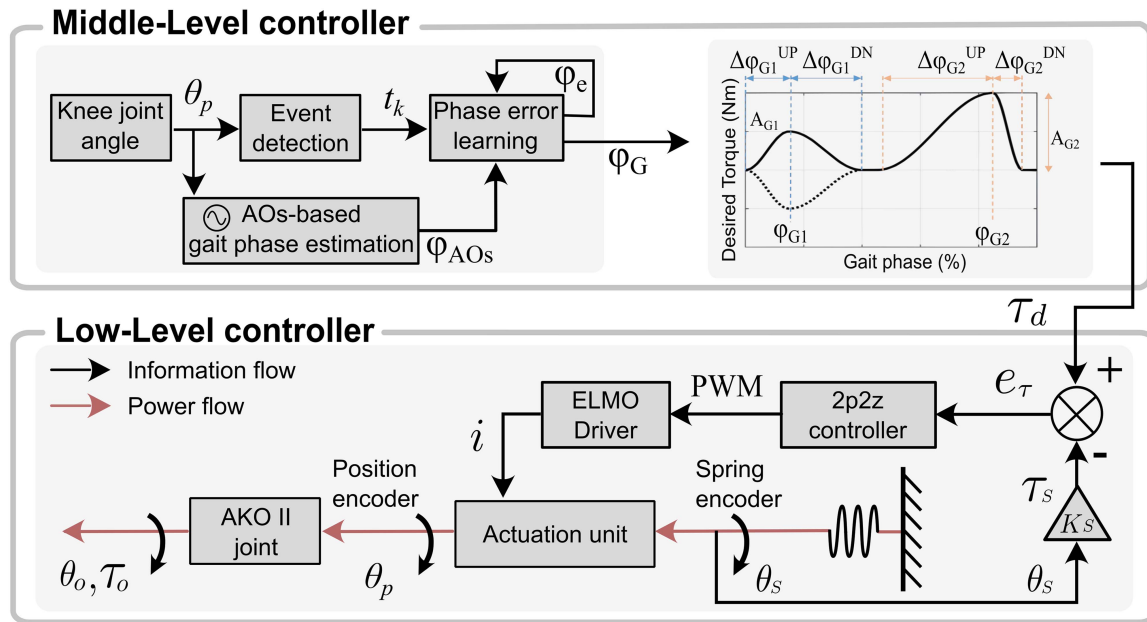 Middle-Level controller
Knee joint
angle
θp
Event
detection
tk
Phase error
learning
φe
φG
AOs-based
gait phase estimation
φAOs
ΔφG1UP
ΔφG1DN
ΔφG2UP
ΔφG2DN
Desired Torque (Nm)
AG1
AG2
φG1
φG2
Gait phase (%)
τd
Low-Level controller
Information flow
Power flow
ELMO
Driver
PWM
2p2z
controller
eτ
+
-
i
τs
Ks
Position
encoder
Spring
encoder
AKO II
joint
Actuation unit
θo,τo
θp
θs
θs